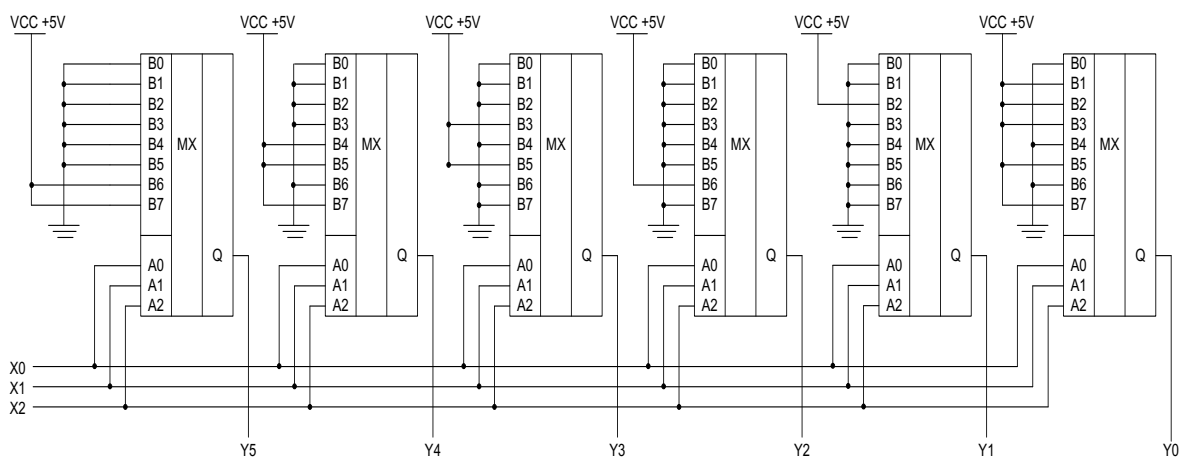 VCC +5V VCC +5V VCC +5V VCC +5V VCC +5V VCC +5V
B0 B0 B0 B0 B0 B0
B1 B1 B1 B1 B1 B1
B2 B2 B2 B2 B2 B2
B3 B3 B3 B3 B3 B3
B4 MX B4 MX B4 MX B4 MX B4 MX B4 MX
B5 B5 B5 B5 B5 B5
B6 B6 B6 B6 B6 B6
B7 B7 B7 B7 B7 B7
Q Q Q Q Q Q
A0 A0 A0 A0 A0 A0
A1 A1 A1 A1 A1 A1
A2 A2 A2 A2 A2 A2
X0
X1
X2
Y5 Y4 Y3 Y2 Y1 Y0